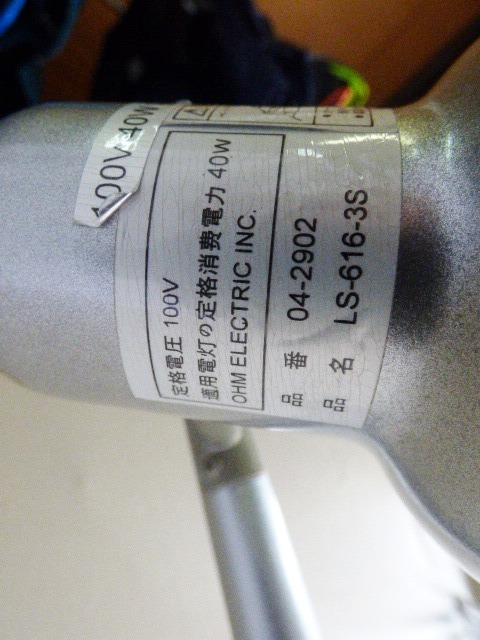 100V 40W
定格電圧 100V
適用電灯の定格消費電力 40W
OHM ELECTRIC INC.
品番 04-2902
品名 LS-616-3S